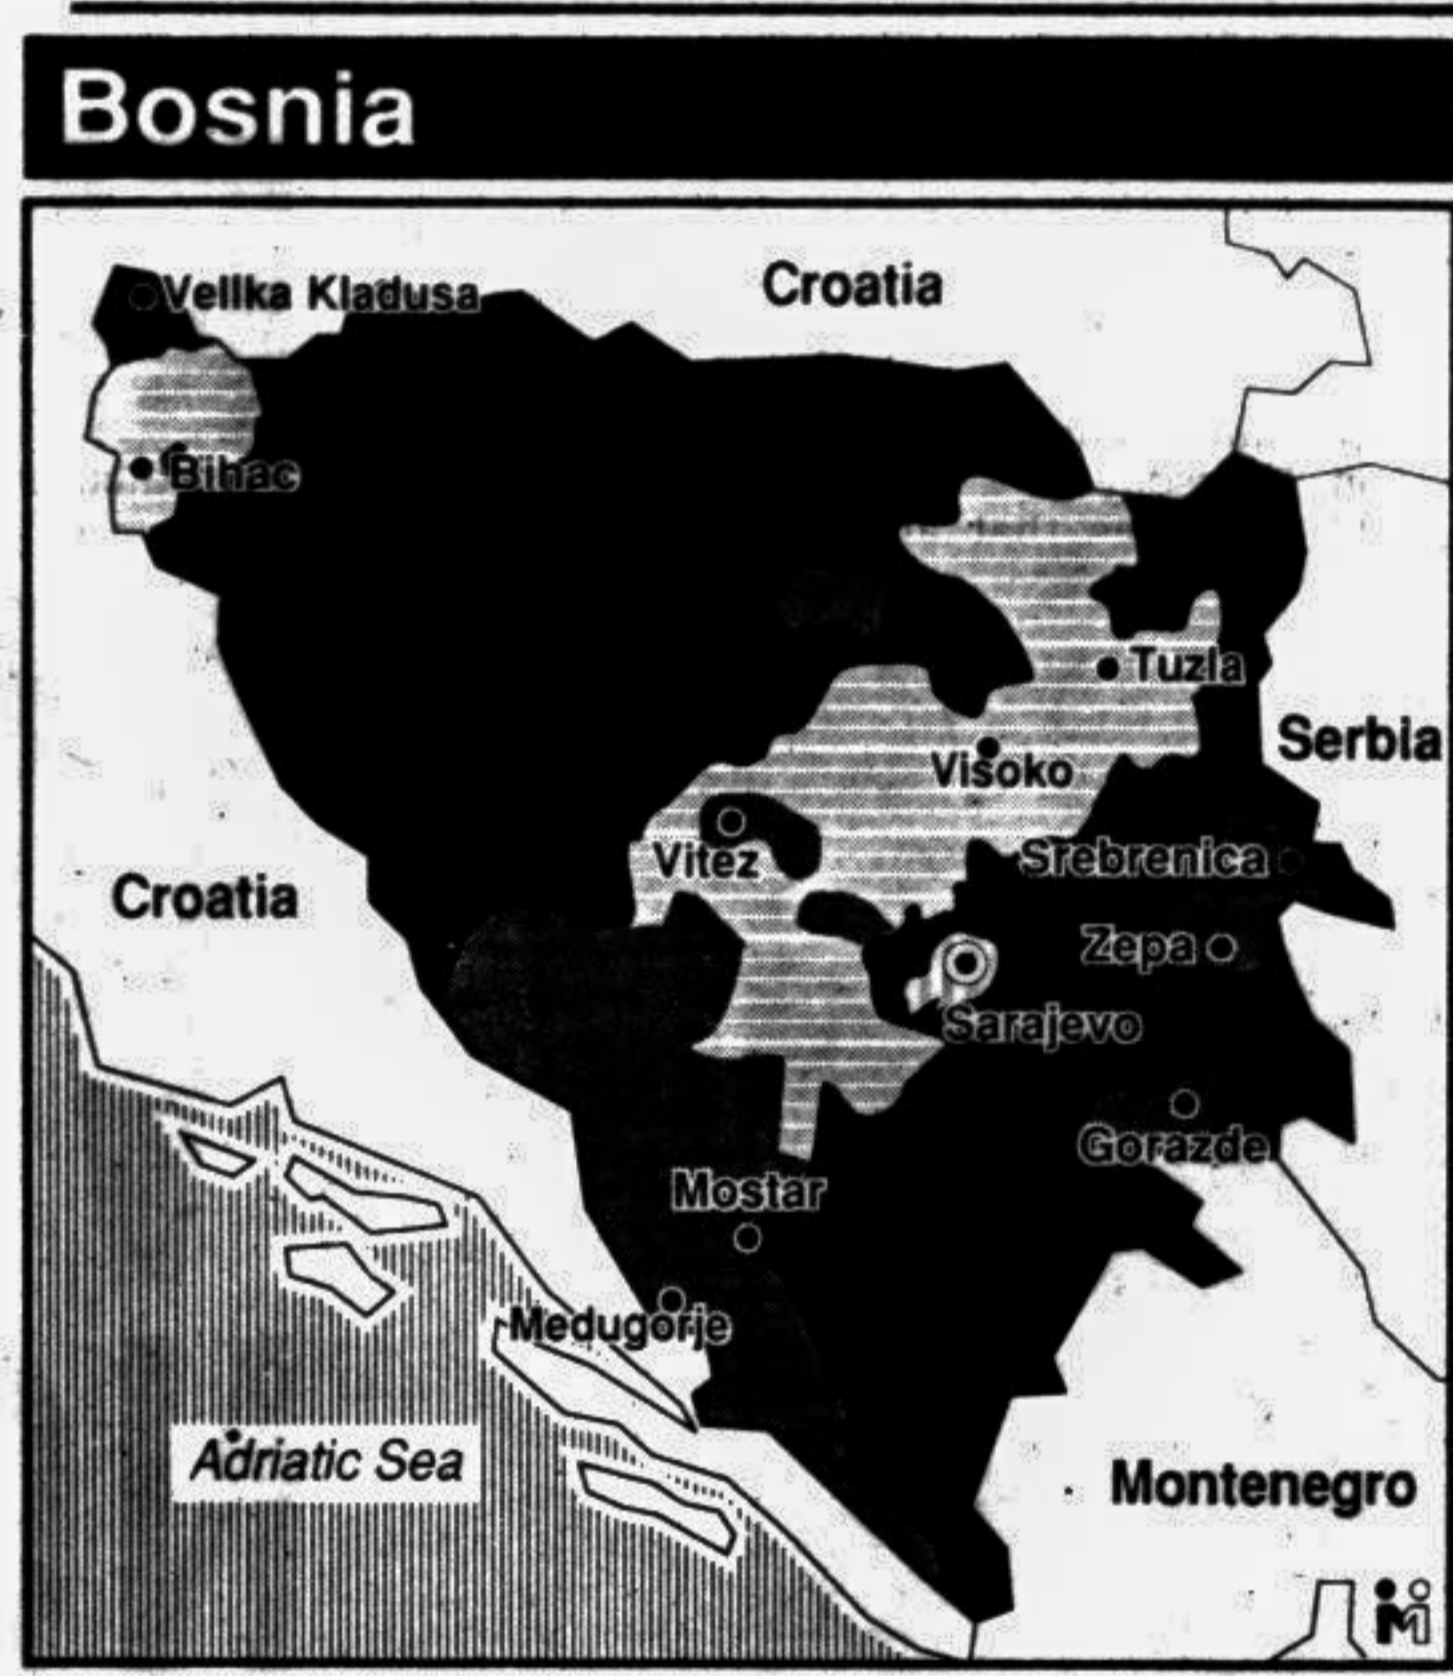 Bosnia
Velika Kladusa
Croatia
Bihac
Tuzla
Serbia
Visoko
Vitez
Srebrenica
Croatia
Zepa
Sarajevo
Gorazde
Mostar
Medugorje
Adriatic Sea
Montenegro